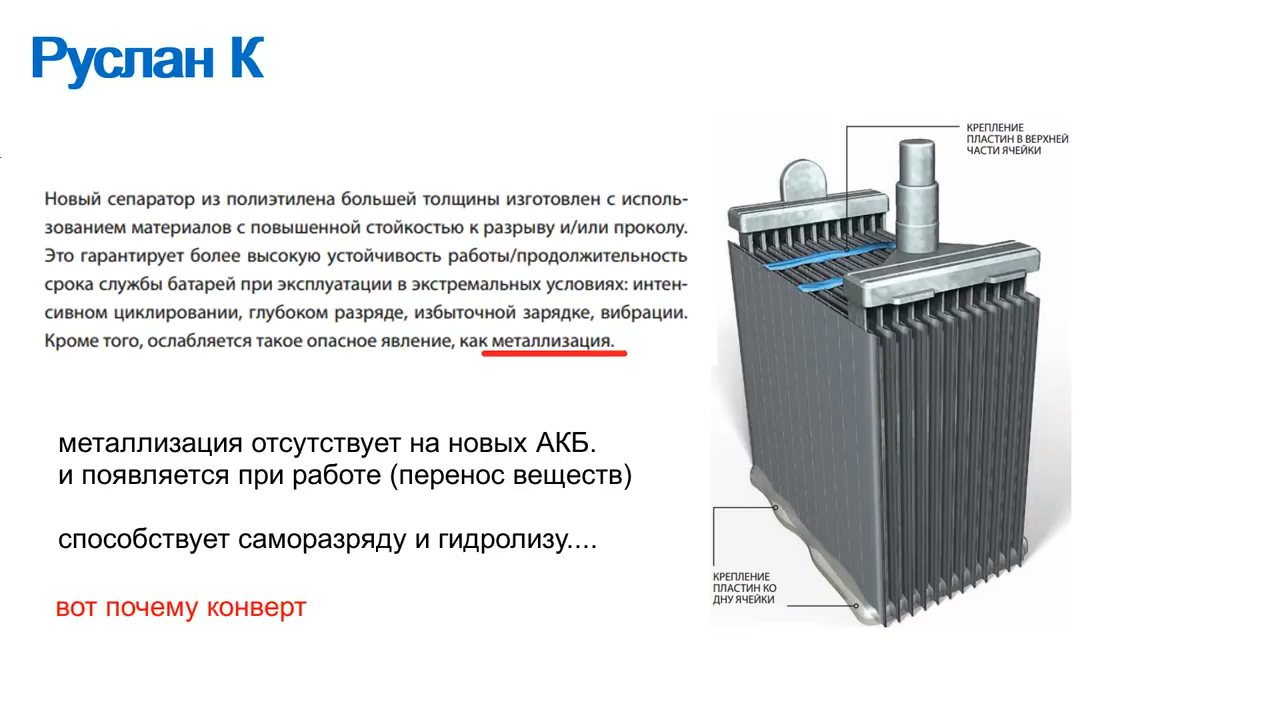 Руслан К
Новый сепаратор из полиэтилена большей толщины изготовлен с исполь-
зованием материалов с повышенной стойкостью к разрыву и/или проколу.
Это гарантирует более высокую устойчивость работы/продолжительность
срока службы батарей при эксплуатации в экстремальных условиях: интен-
сивном циклировании, глубоком разряде, избыточной зарядке, вибрации.
Кроме того, ослабляется такое опасное явление, как металлизация.
металлизация отсутствует на новых АКБ.
и появляется при работе (перенос веществ)
способствует саморазряду и гидролизу....
вот почему конверт
КРЕПЛЕНИЕ
ПЛАСТИН В ВЕРХНЕЙ
ЧАСТИ ЯЧЕЙКИ
КРЕПЛЕНИЕ
ПЛАСТИН КО
ДНУ ЯЧЕЙКИ